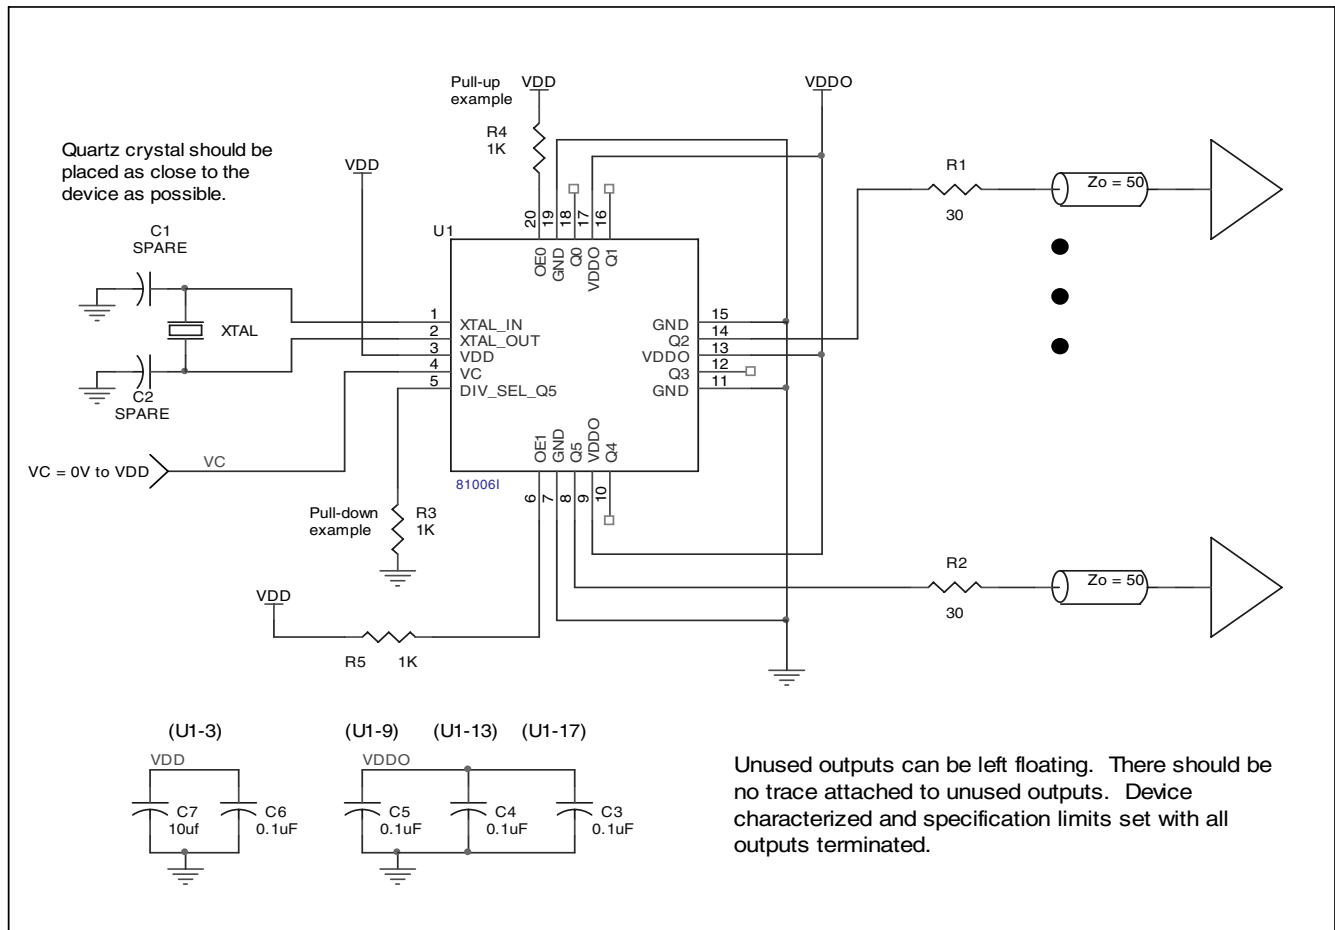 Pull-up
example
VDD
R4
1K
VDDO
Quartz crystal should be
placed as close to the
device as possible.
VDD
R1
30
Zo = 50
C1
SPARE
XTAL
C2
SPARE
U1
20
19
18
17
16
OE0
GND
Q0
VDDO
Q1
1
2
3
4
5
XTAL_IN
XTAL_OUT
VDD
VC
DIV_SEL_Q5
GND
Q2
VDDO
Q3
GND
15
14
13
12
11
OE1
GND
Q5
VDDO
Q4
6
7
8
9
10
81006I
VC = 0V to VDD
VC
Pull-down
example
R3
1K
VDD
R5
1K
R2
30
Zo = 50
(U1-3)
VDD
C7
10uf
C6
0.1uF
(U1-9)
(U1-13)
(U1-17)
VDDO
C5
0.1uF
C4
0.1uF
C3
0.1uF
Unused outputs can be left floating. There should be
no trace attached to unused outputs. Device
characterized and specification limits set with all
outputs terminated.